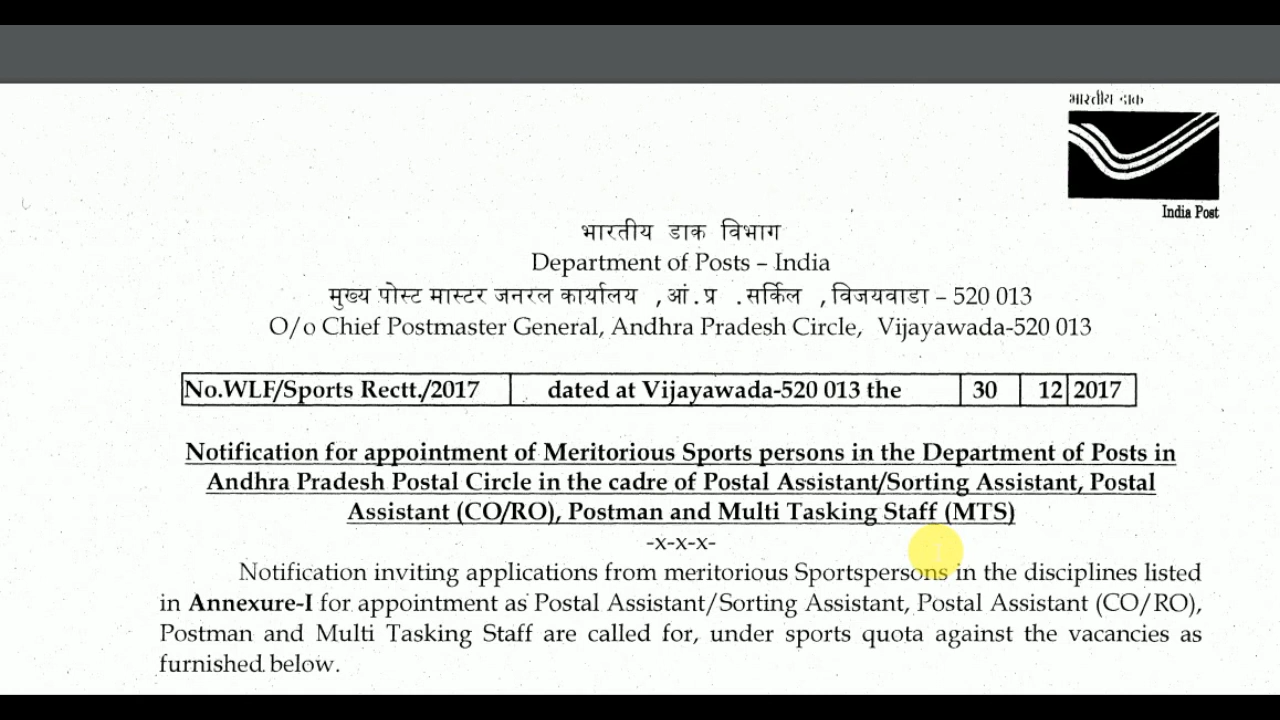 भारतीय डाक
India Post
भारतीय डाक विभाग
Department of Posts – India
मुख्य पोस्ट मास्टर जनरल कार्यालय , आं . प्र . सर्किल , विजयवाडा – 520 013
O/o Chief Postmaster General, Andhra Pradesh Circle, Vijayawada-520 013
No.WLF/Sports Rectt./2017 dated at Vijayawada-520 013 the 30 12 2017
Notification for appointment of Meritorious Sports persons in the Department of Posts in
Andhra Pradesh Postal Circle in the cadre of Postal Assistant/Sorting Assistant, Postal
Assistant (CO/RO), Postman and Multi Tasking Staff (MTS)
-x-x-x-
Notification inviting applications from meritorious Sportspersons in the disciplines listed
in Annexure-I for appointment as Postal Assistant/Sorting Assistant, Postal Assistant (CO/RO),
Postman and Multi Tasking Staff are called for, under sports quota against the vacancies as
furnished below.